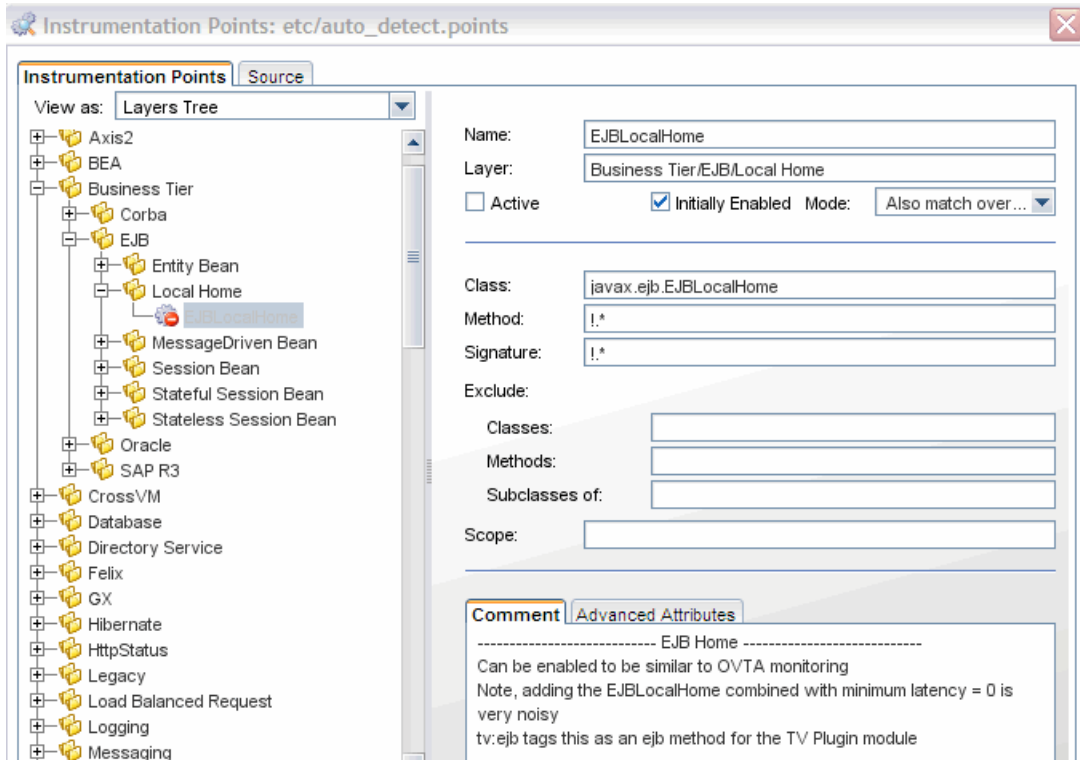 Instrumentation Points: etc/auto_detect.points
Instrumentation Points
Source
View as:
Layers Tree
Axis2
BEA
Business Tier
Corba
EJB
Entity Bean
Local Home
EJBLocalHome
MessageDriven Bean
Session Bean
Stateful Session Bean
Stateless Session Bean
Oracle
SAP R3
CrossVM
Database
Directory Service
Felix
GX
Hibernate
HttpStatus
Legacy
Load Balanced Request
Logging
Messaging
Name:
EJBLocalHome
Layer:
Business Tier/EJB/Local Home
Active
Initially Enabled
Mode:
Also match over...
Class:
javax.ejb.EJBLocalHome
Method:
!.*
Signature:
!.*
Exclude:
Classes:
Methods:
Subclasses of:
Scope:
Comment
Advanced Attributes
--------------------------- EJB Home ---------------------------
Can be enabled to be similar to OVTA monitoring
Note, adding the EJBLocalHome combined with minimum latency = 0 is
very noisy
tv:ejb tags this as an ejb method for the TV Plugin module